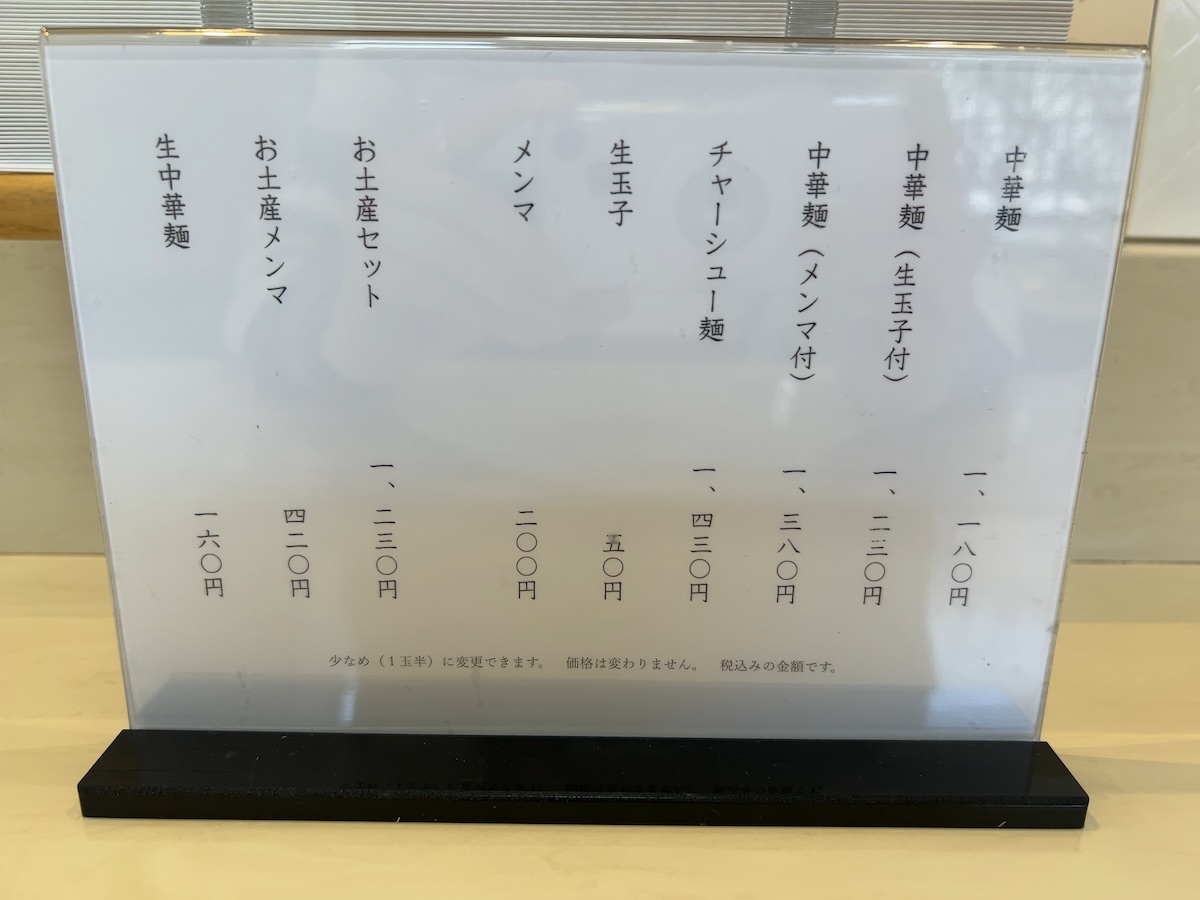 中華麺 一、一八〇円
中華麺（生玉子付） 一、二三〇円
中華麺（メンマ付） 一、三八〇円
チャーシュー麺 一、四三〇円
生玉子 五〇円
メンマ 二〇〇円
お土産セット 一、二三〇円
お土産メンマ 四二〇円
生中華麺 一六〇円
少なめ（１玉半）に変更できます。 価格は変わりません。 税込みの金額です。